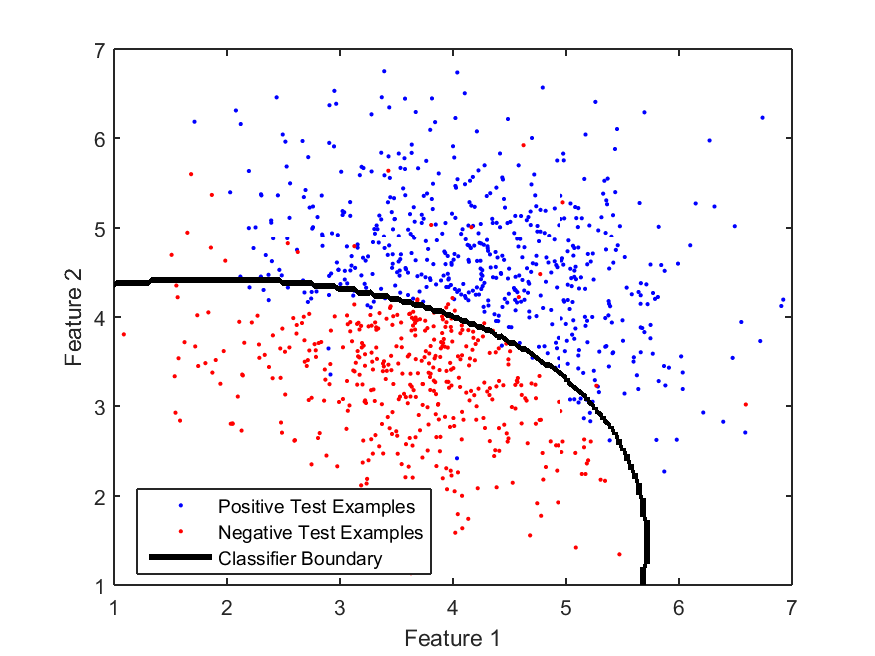 7
6
5
4
3
2
1
Feature 2
Positive Test Examples
Negative Test Examples
Classifier Boundary
1 2 3 4 5 6 7
Feature 1